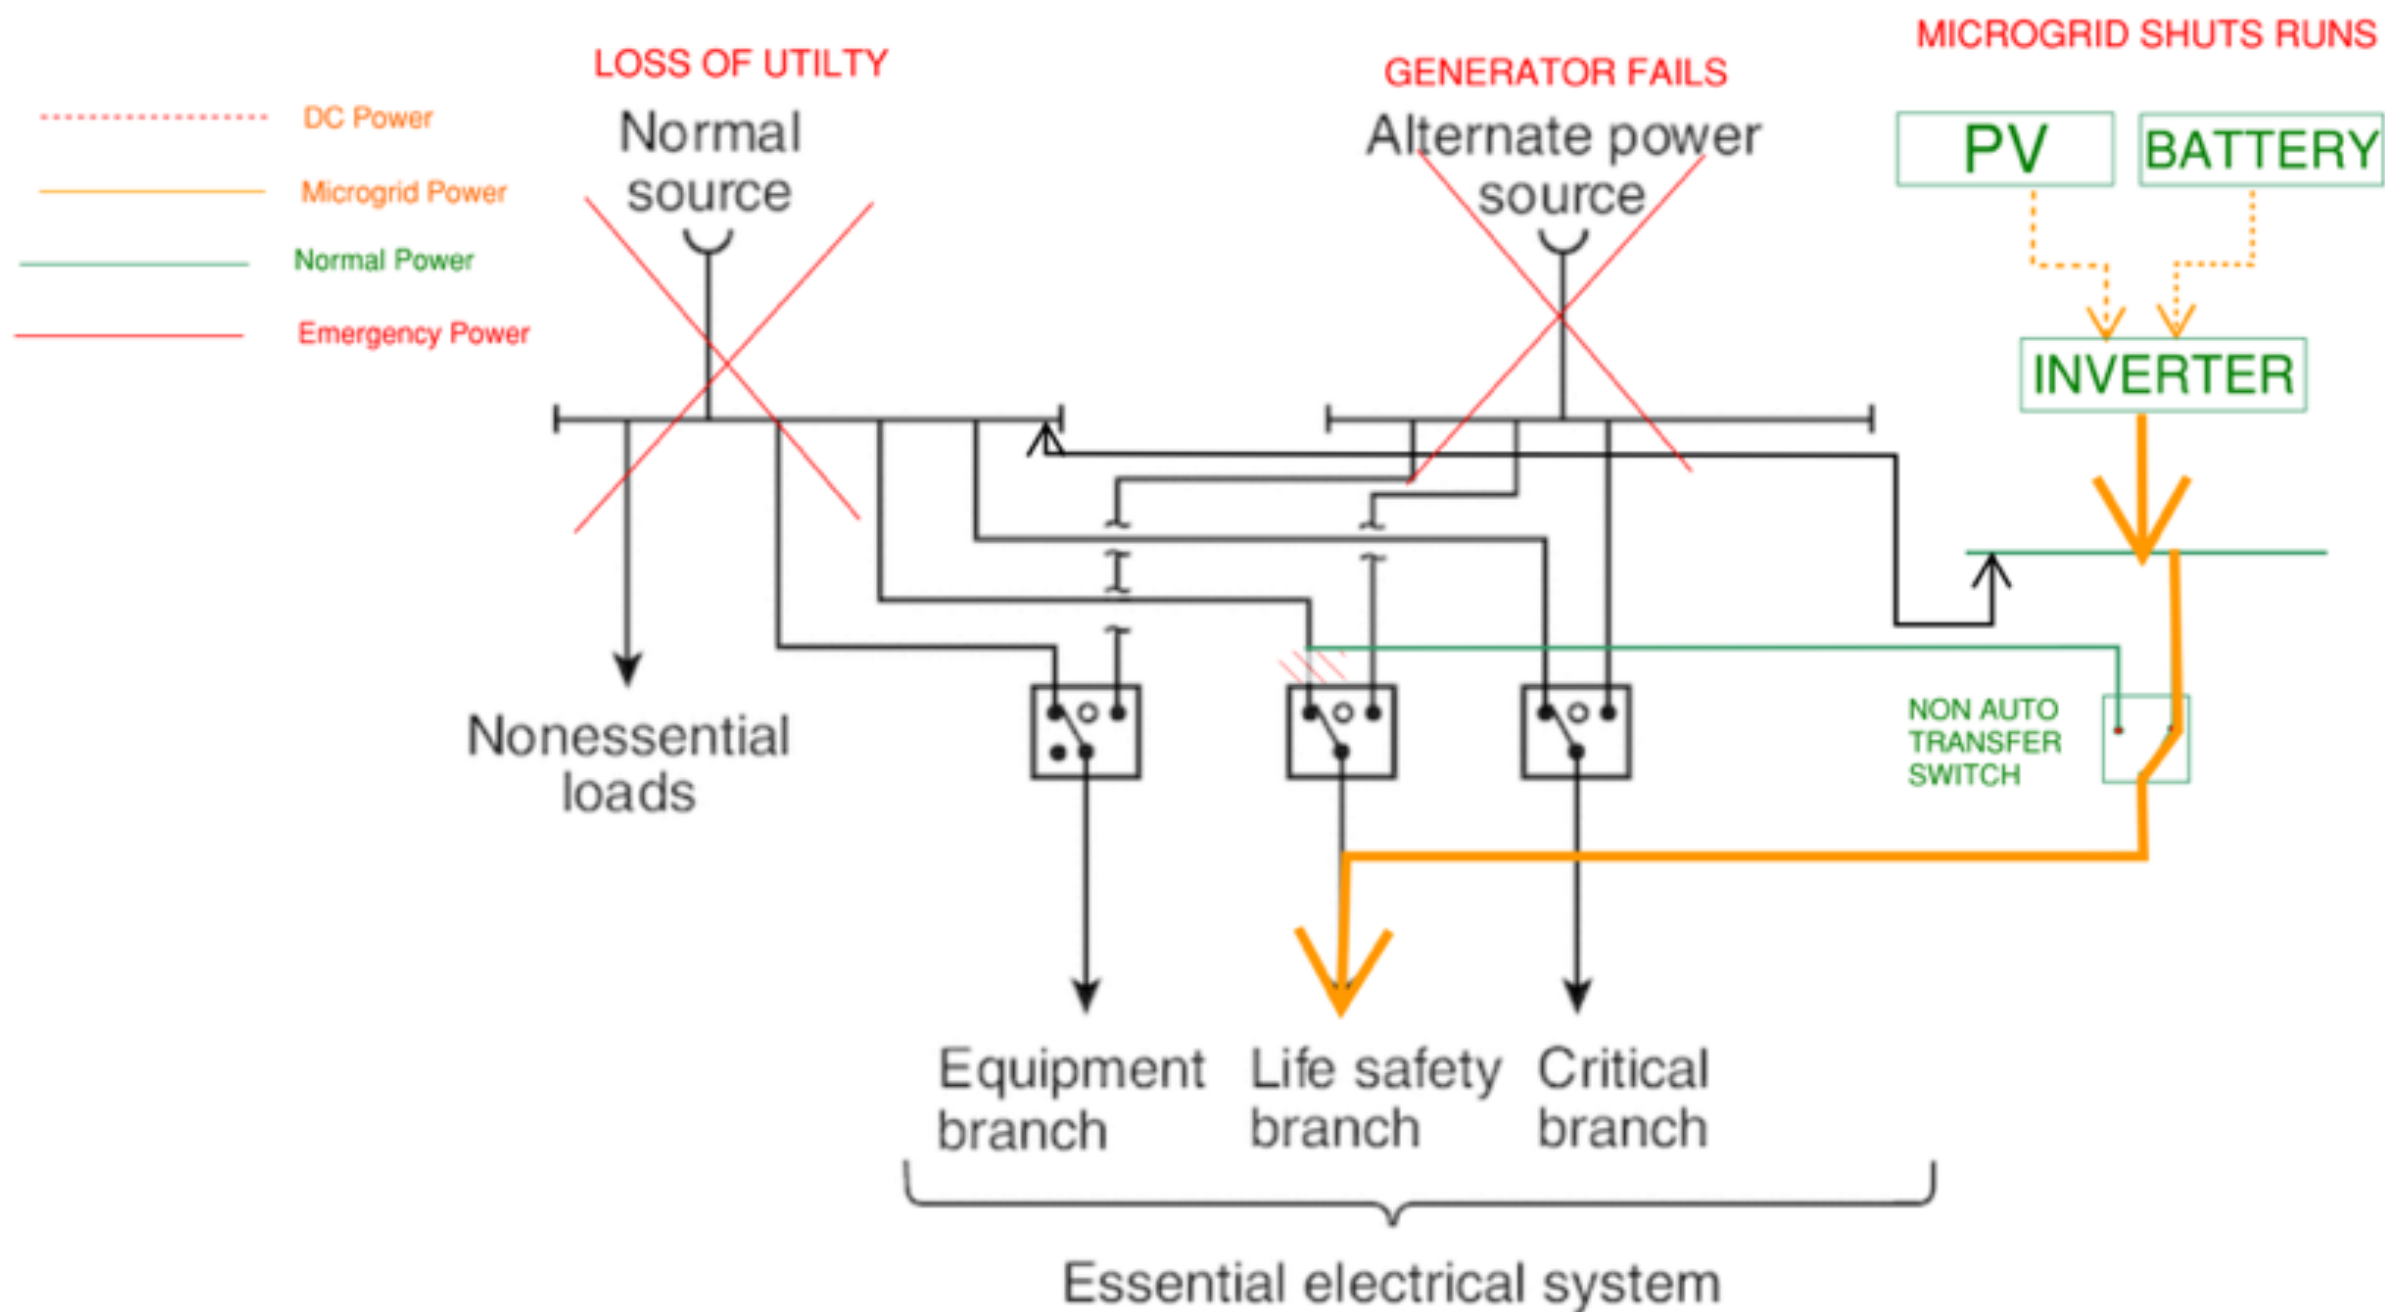 MICROGRID SHUTS RUNS
LOSS OF UTILTY
GENERATOR FAILS
DC Power
Microgrid Power
Normal Power
Emergency Power
Normal
source
Alternate power
source
PV
BATTERY
INVERTER
NON AUTO
TRANSFER
SWITCH
Nonessential
loads
Equipment
branch
Life safety
branch
Critical
branch
Essential electrical system